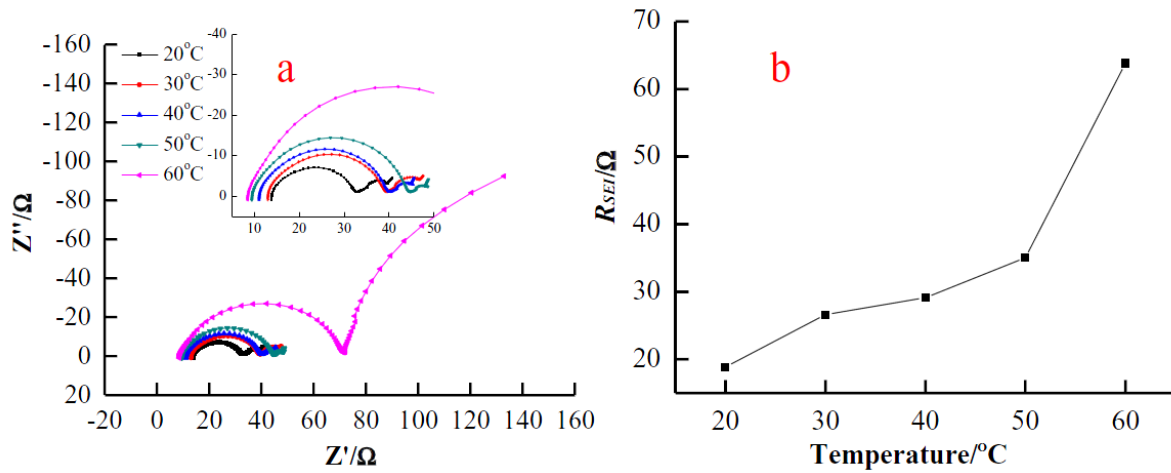 a
20°C
30°C
40°C
50°C
60°C
-40
-30
-20
-10
0
10 20 30 40 50
-160
-140
-120
-100
-80
-60
-40
-20
0
20
-20 0 20 40 60 80 100 120 140 160
Z''/Ω
Z'/Ω
b
70
60
50
40
30
20
20 30 40 50 60
RSEI/Ω
Temperature/°C